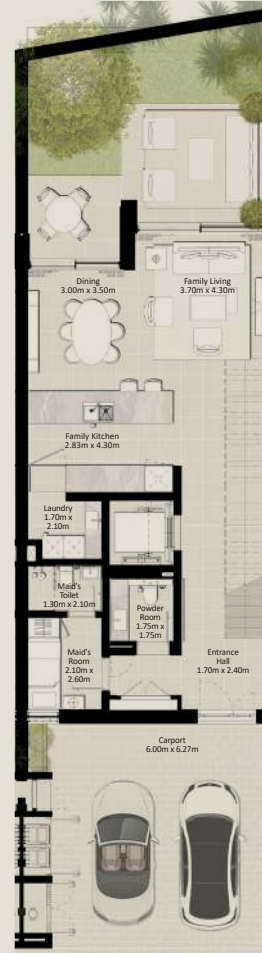 Dining
3.00m x 3.50m
Family Living
3.70m x 4.30m
Family Kitchen
2.83m x 4.30m
Laundry
1.70m x
2.10m
Maid's
Toilet
1.30m x 2.10m
Powder
Room
1.75m x
1.75m
Maid's
Room
2.10m x
2.60m
Entrance
Hall
1.70m x 2.40m
Carport
6.00m x 6.27m